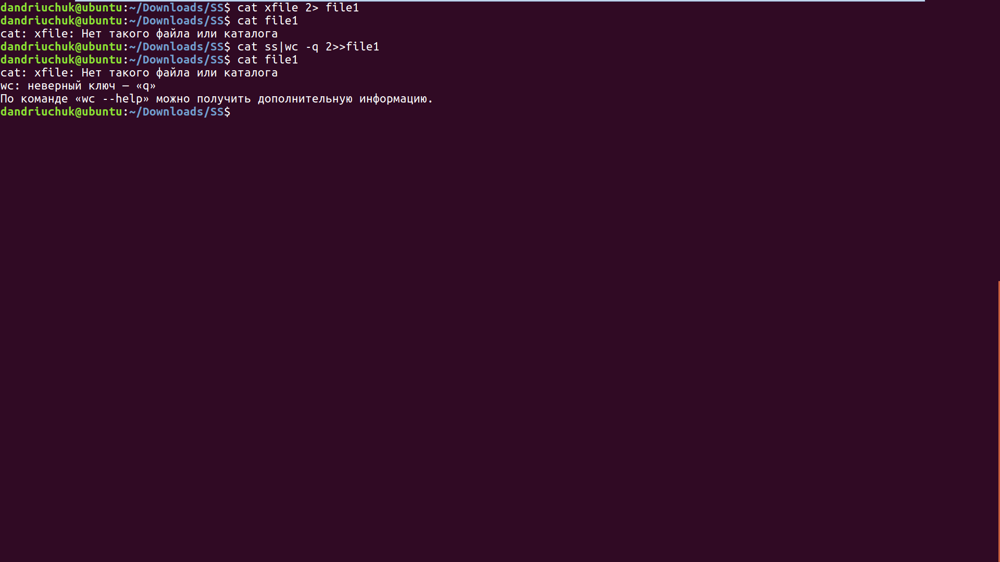 dandriuchuk@ubuntu:~/Downloads/SS$ cat xfile 2> file1
dandriuchuk@ubuntu:~/Downloads/SS$ cat file1
cat: xfile: Нет такого файла или каталога
dandriuchuk@ubuntu:~/Downloads/SS$ cat ss|wc -q 2>>file1
dandriuchuk@ubuntu:~/Downloads/SS$ cat file1
cat: xfile: Нет такого файла или каталога
wc: неверный ключ — «q»
По команде «wc --help» можно получить дополнительную информацию.
dandriuchuk@ubuntu:~/Downloads/SS$